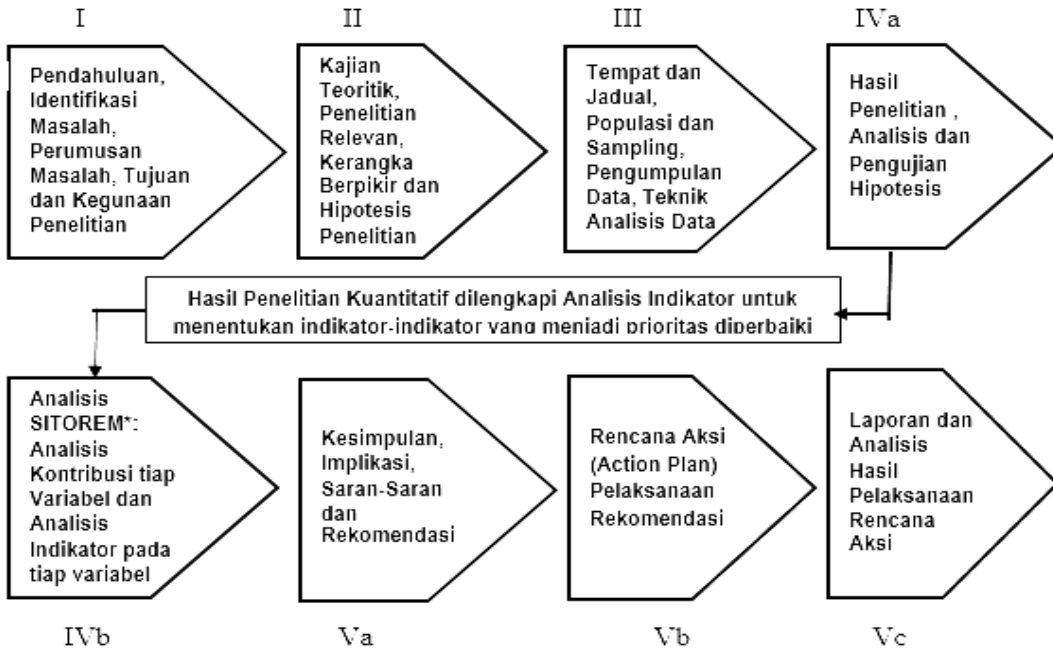 I
II
III
IVa
Pendahuluan,
Identifikasi
Masalah,
Perumusan
Masalah, Tujuan
dan Kegunaan
Penelitian
Kajian
Teoritik,
Penelitian
Relevan,
Kerangka
Berpikir dan
Hipotesis
Penelitian
Tempat dan
Jadual,
Populasi dan
Sampling,
Pengumpulan
Data, Teknik
Analisis Data
Hasil
Penelitian ,
Analisis dan
Pengujian
Hipotesis
Hasil Penelitian Kuantitatif dilengkapi Analisis Indikator untuk
menentukan indikator-indikator yang menjadi prioritas diperbaiki
Analisis
SITOREM*:
Analisis
Kontribusi tiap
Variabel dan
Analisis
Indikator pada
tiap variabel
Kesimpulan,
Implikasi,
Saran-Saran
dan
Rekomendasi
Rencana Aksi
(Action Plan)
Pelaksanaan
Rekomendasi
Laporan dan
Analisis
Hasil
Pelaksanaan
Rencana
Aksi
IVb
Va
Vb
Vc